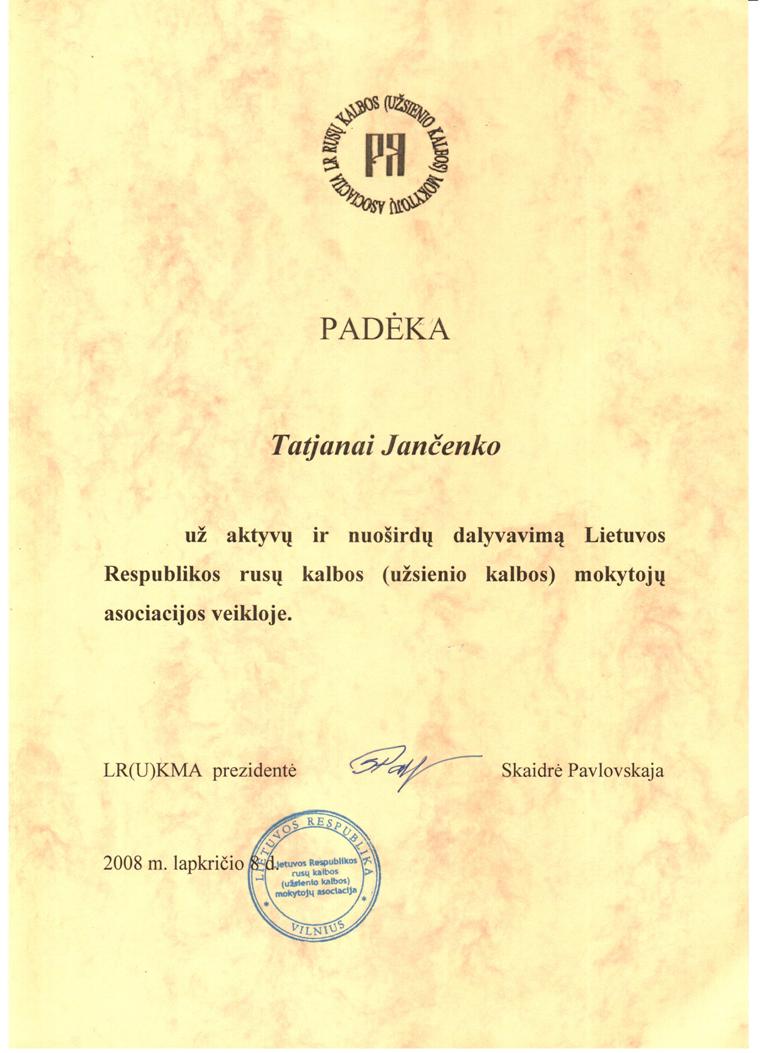 LR RUSŲ KALBOS (UŽSIENIO KALBOS) MOKYTOJŲ ASOCIACIJA
РЯ
PADĖKA
Tatjanai Jančenko
už aktyvų ir nuoširdų dalyvavimą Lietuvos
Respublikos rusų kalbos (užsienio kalbos) mokytojų
asociacijos veikloje.
LR(U)KMA prezidentė Skaidrė Pavlovskaja
2008 m. lapkričio 8 d.
LIETUVOS RESPUBLIKA
Lietuvos Respublikos
rusų kalbos
(užsienio kalbos)
mokytojų asociacija
* VILNIUS *